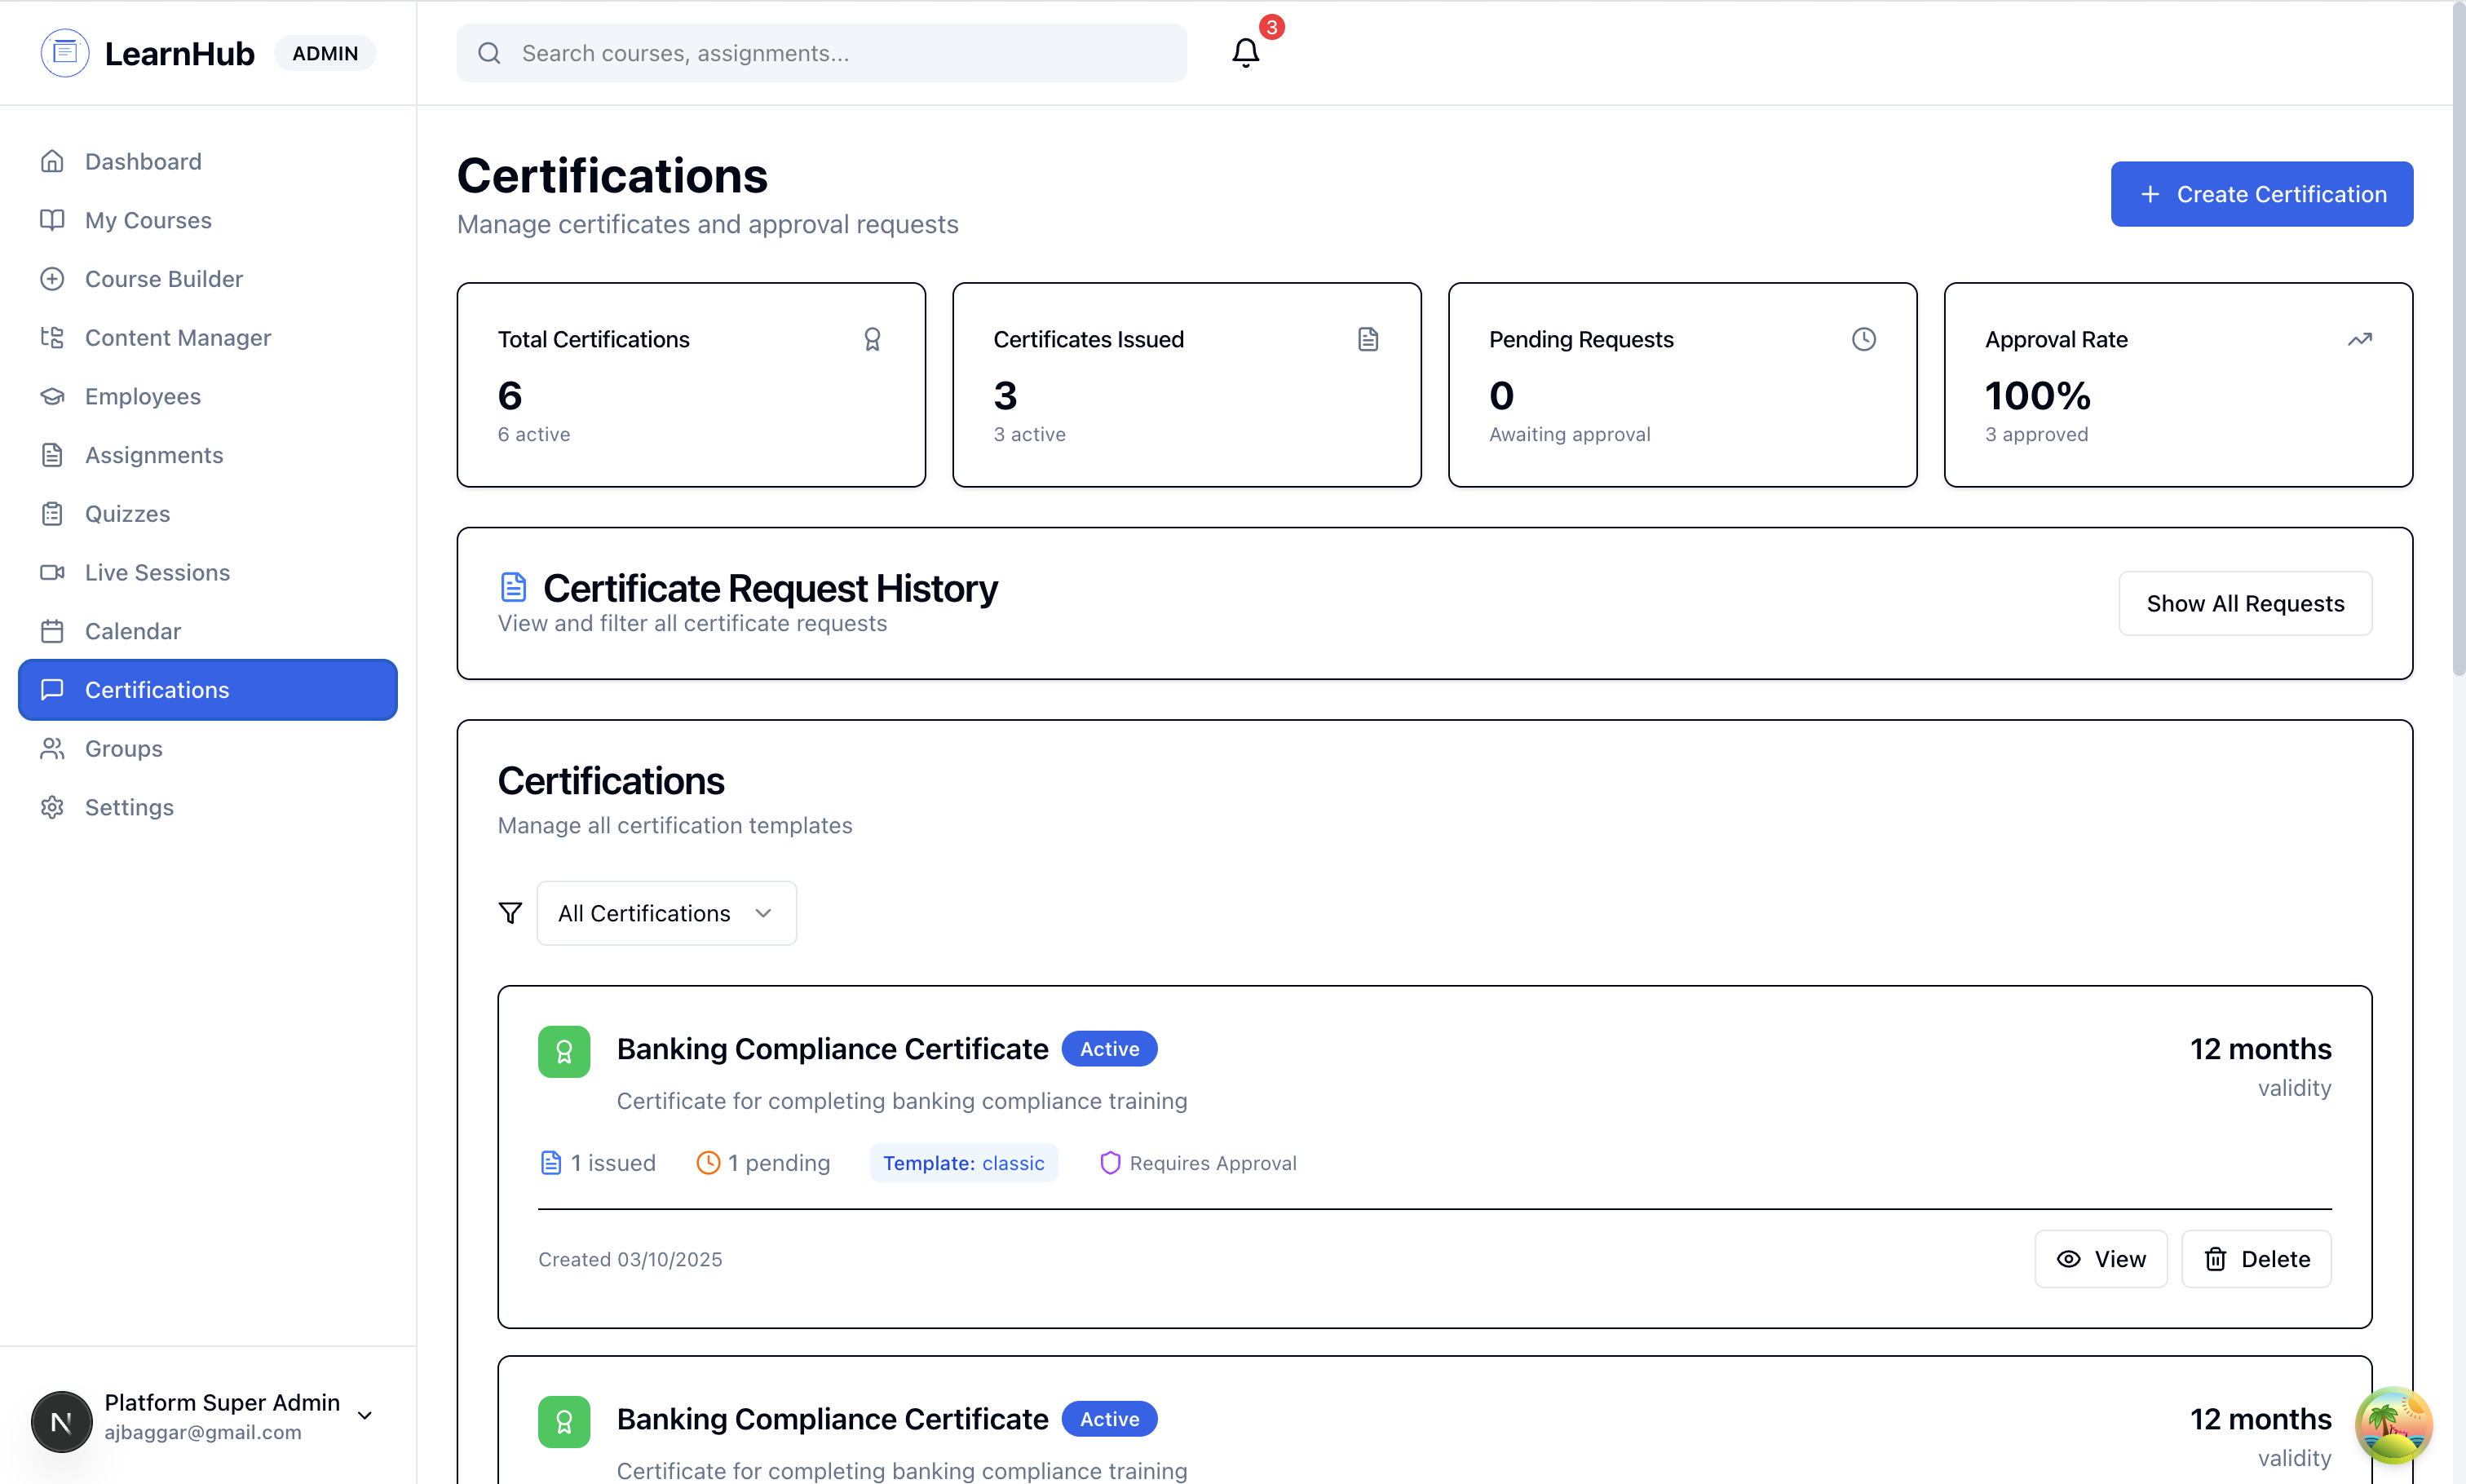 LearnHub
ADMIN
Search courses, assignments...
3
Dashboard
My Courses
Course Builder
Content Manager
Employees
Assignments
Quizzes
Live Sessions
Calendar
Certifications
Groups
Settings
N
Platform Super Admin
ajbaggar@gmail.com
Certifications
Manage certificates and approval requests
Create Certification
Total Certifications
6
6 active
Certificates Issued
3
3 active
Pending Requests
0
Awaiting approval
Approval Rate
100%
3 approved
Certificate Request History
View and filter all certificate requests
Show All Requests
Certifications
Manage all certification templates
All Certifications
Banking Compliance Certificate
Active
12 months
validity
Certificate for completing banking compliance training
1 issued
1 pending
Template: classic
Requires Approval
Created 03/10/2025
View
Delete
Banking Compliance Certificate
Active
12 months
validity
Certificate for completing banking compliance training